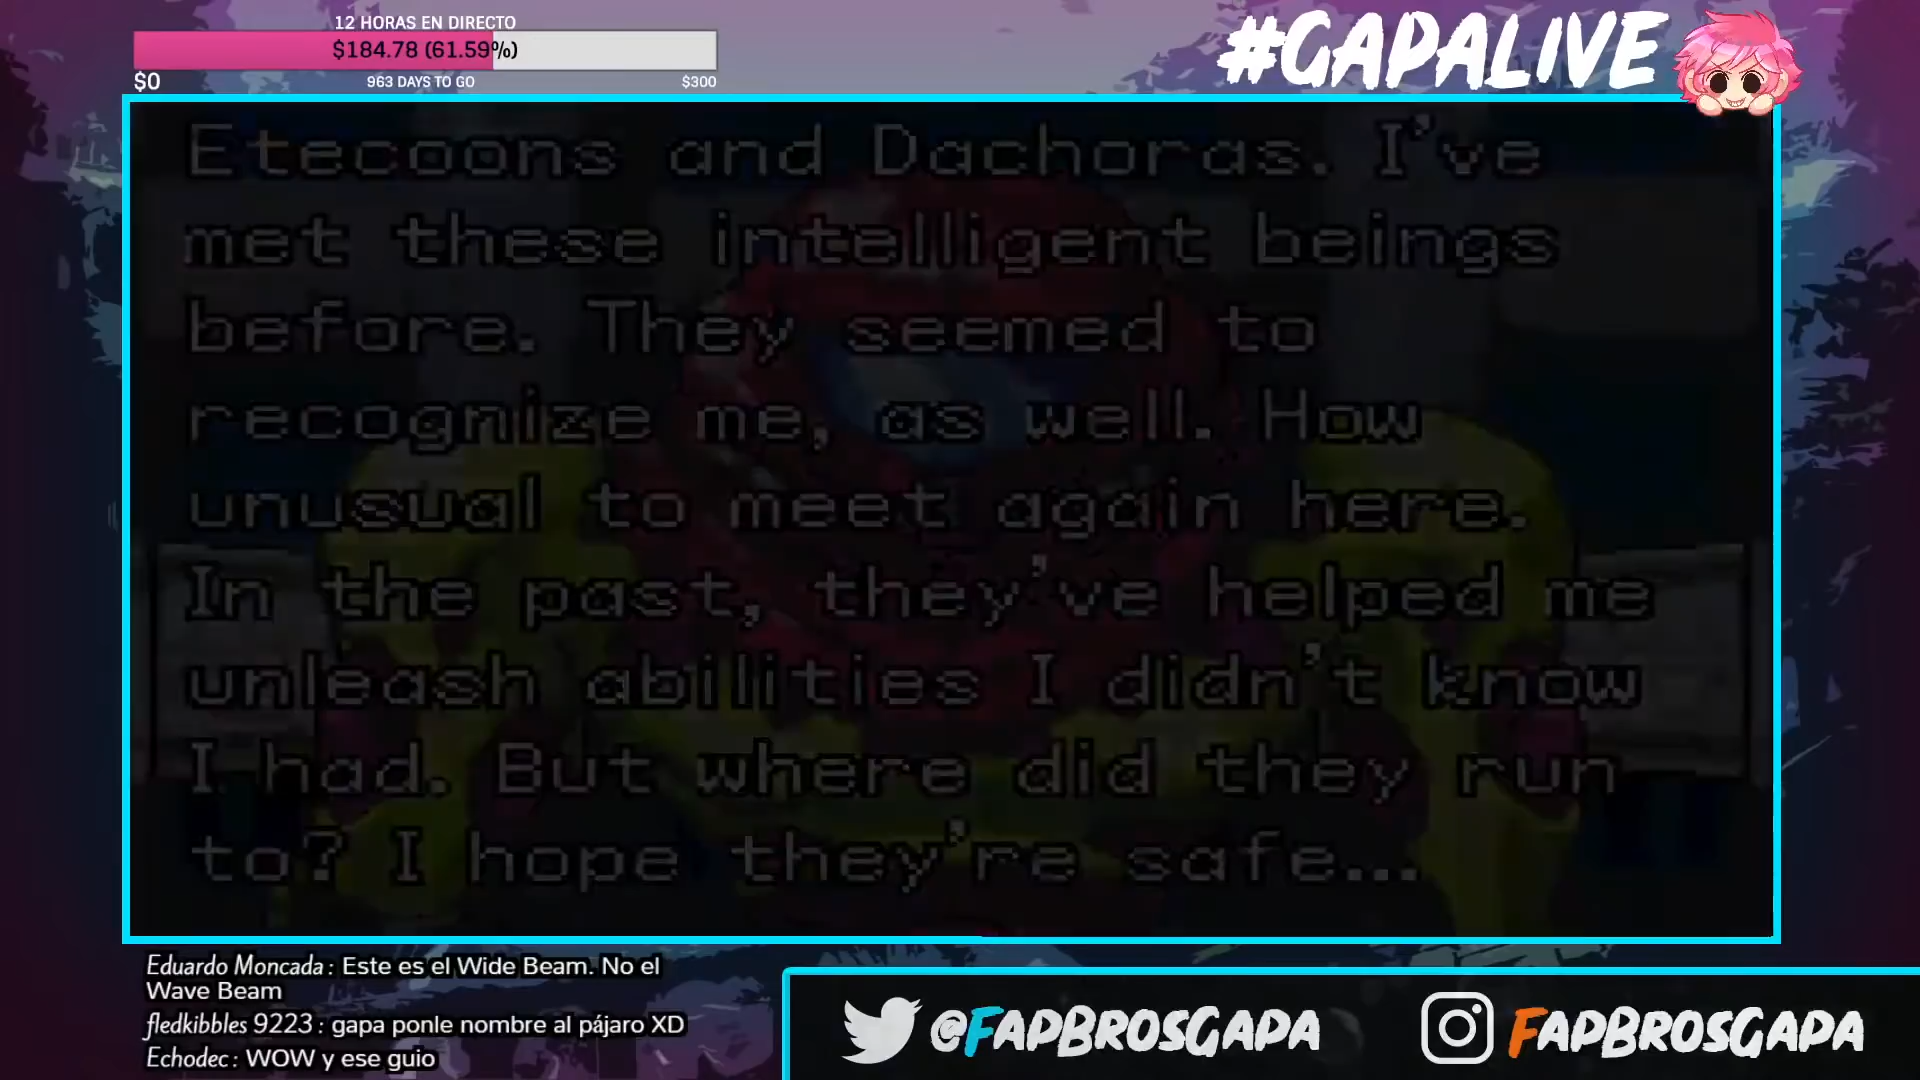 12 HORAS EN DIRECTO
$184.78 (61.59%)
$0
963 DAYS TO GO
$300
#GAPALIVE
Etecoons and Dachoras. I've
met these intelligent beings
before. They seemed to
recognize me, as well. How
unusual to meet again here.
In the past, they've helped me
unleash abilities I didn't know
I had. But where did they run
to? I hope they're safe...
Eduardo Moncada : Este es el Wide Beam. No el
Wave Beam
fledkibbles 9223 : gapa ponle nombre al pájaro XD
Echodec : WOW y ese guio
@FAPBROSGAPA
FAPBROSGAPA